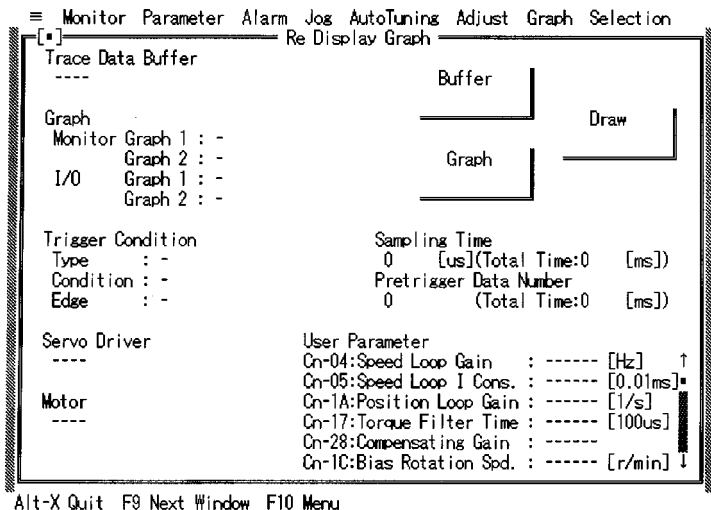 ≡ Monitor Parameter Alarm Jog AutoTuning Adjust Graph Selection
[▪] Re Display Graph
Trace Data Buffer
----
Buffer
Graph
Draw
Monitor Graph 1 : -
Graph 2 : -
Graph
I/O Graph 1 : -
Graph 2 : -
Trigger Condition
Type : -
Condition : -
Edge : -
Sampling Time
0 [us](Total Time:0 [ms])
Pretrigger Data Number
0 (Total Time:0 [ms])
Servo Driver
----
Motor
----
User Parameter
Cn-04:Speed Loop Gain : ------ [Hz] ↑
Cn-05:Speed Loop I Cons. : ------ [0.01ms]▪
Cn-1A:Position Loop Gain : ------ [1/s]
Cn-17:Torque Filter Time : ------ [100us]
Cn-28:Compensating Gain : ------
Cn-1C:Bias Rotation Spd. : ------ [r/min] ↓
Alt-X Quit F9 Next Window F10 Menu